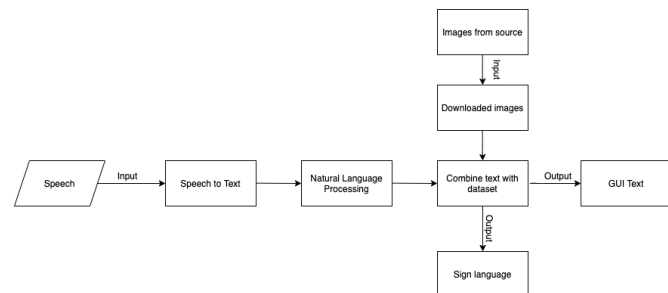 Images from source
Input
Downloaded images
Speech
Input
Speech to Text
Natural Language
Processing
Combine text with
dataset
Output
GUI Text
Output
Sign language